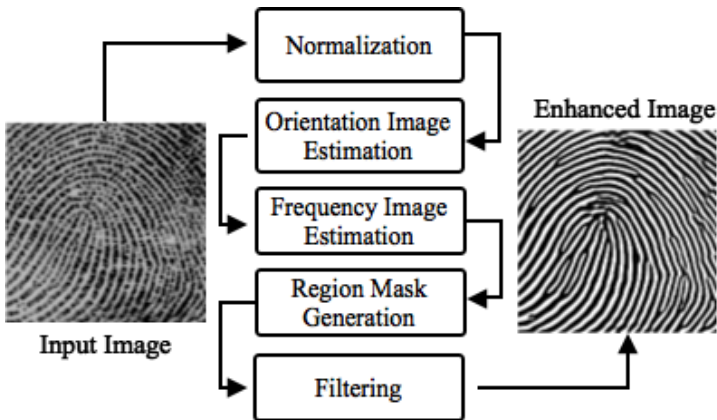 Normalization
Orientation Image
Estimation
Frequency Image
Estimation
Region Mask
Generation
Filtering
Input Image
Enhanced Image